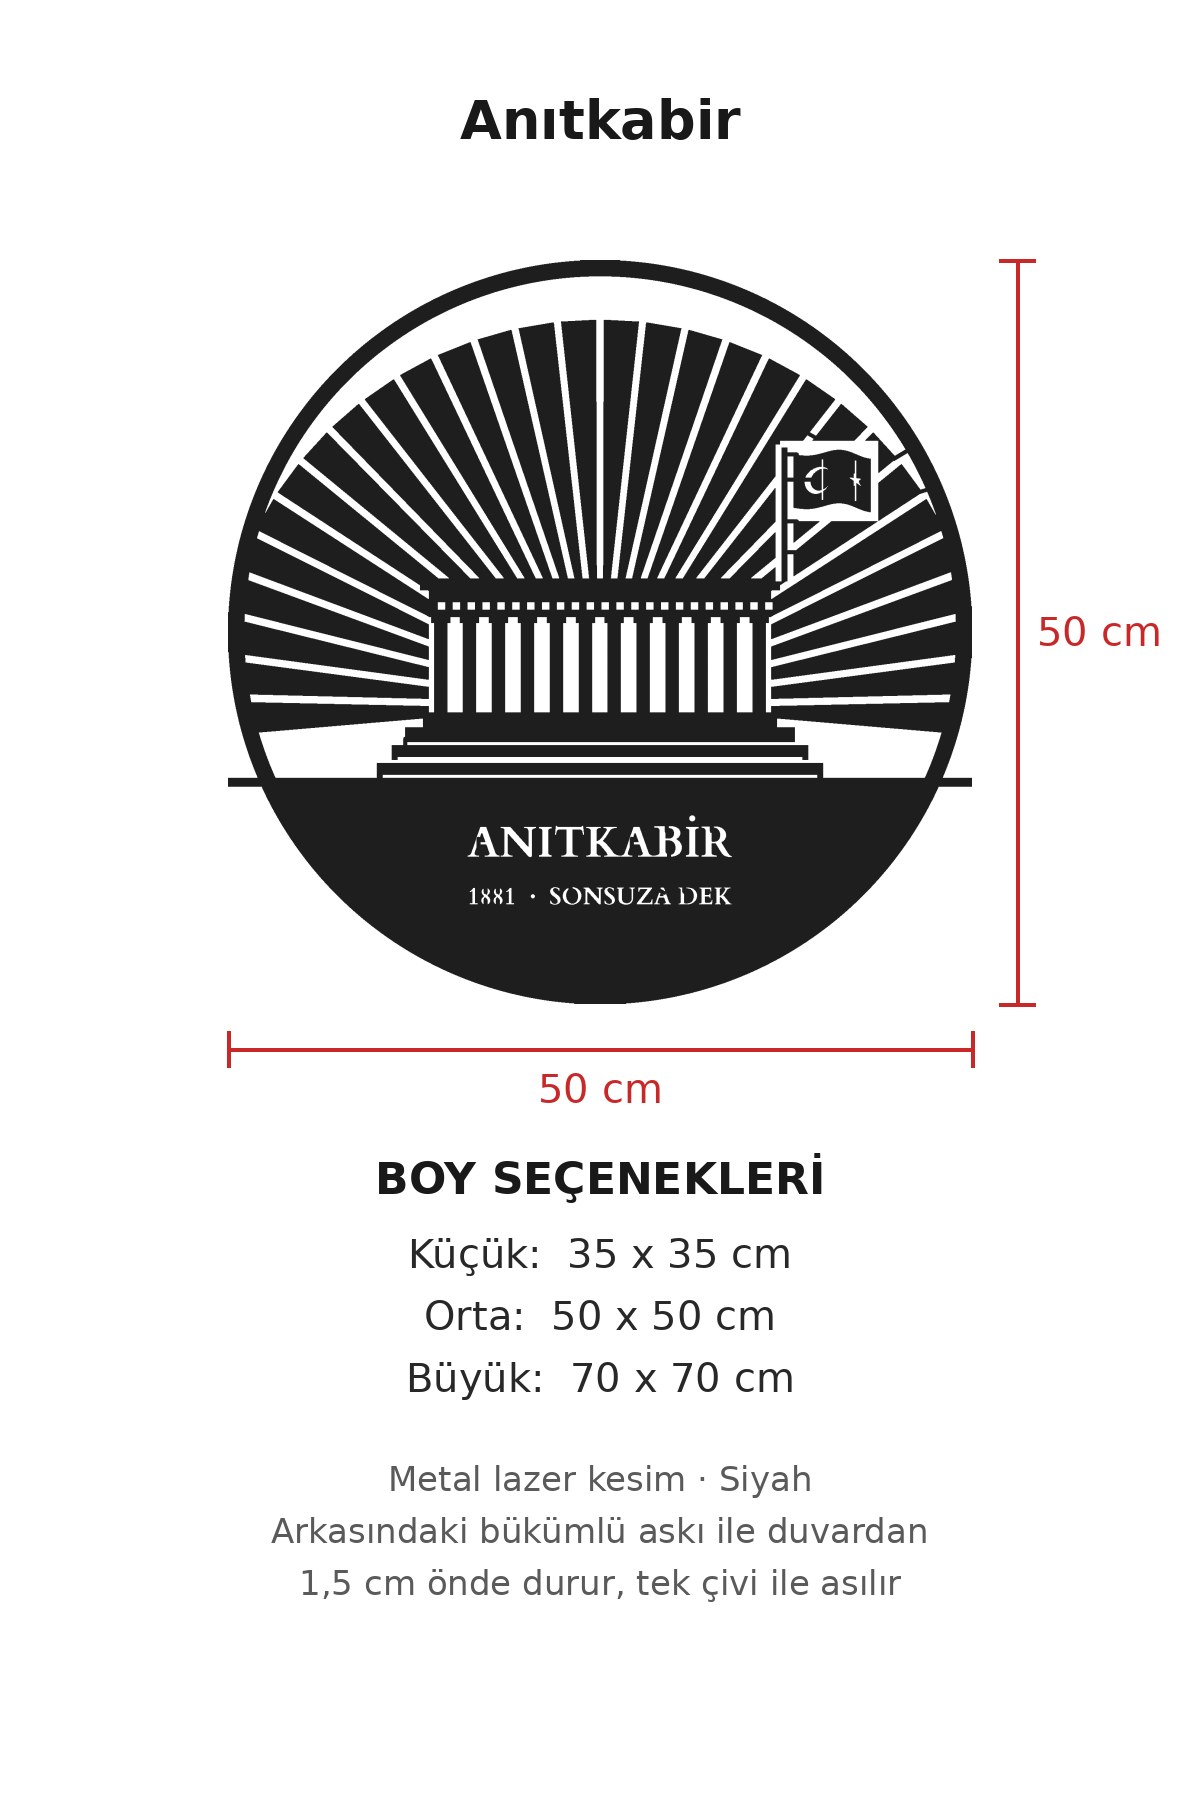 Anıtkabir
50 cm
ANITKABİR
1881 · SONSUZA DEK
50 cm
BOY SEÇENEKLERİ
Küçük: 35 x 35 cm
Orta: 50 x 50 cm
Büyük: 70 x 70 cm
Metal lazer kesim · Siyah
Arkasındaki bükümlü askı ile duvardan
1,5 cm önde durur, tek çivi ile asılır